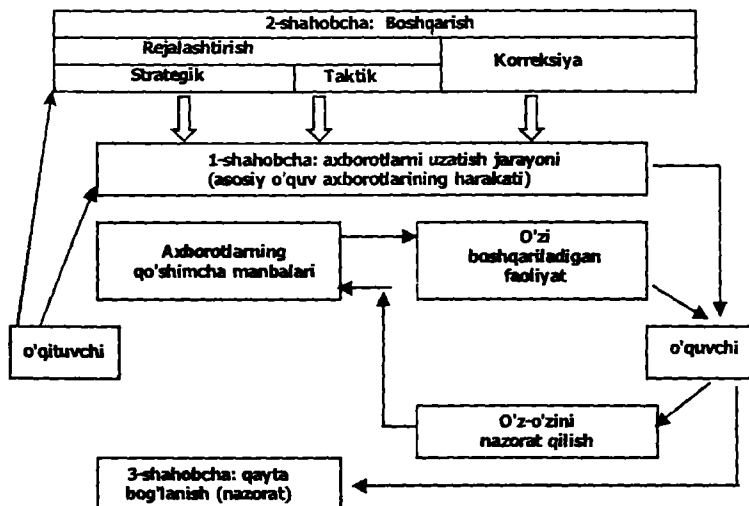 2-shahobcha: Boshqarish
Rejalashtirish
Korreksiya
Strategik
Taktik
1-shahobcha: axborotlarni uzatish jarayoni
(asosiy o'quv axborotlarining harakati)
Axborotlarning
qo'shimcha manbalari
O'zi
boshqariladigan
faoliyat
o'qituvchi
o'quvchi
O'z-o'zini
nazorat qilish
3-shahobcha: qayta
bog'lanish (nazorat)